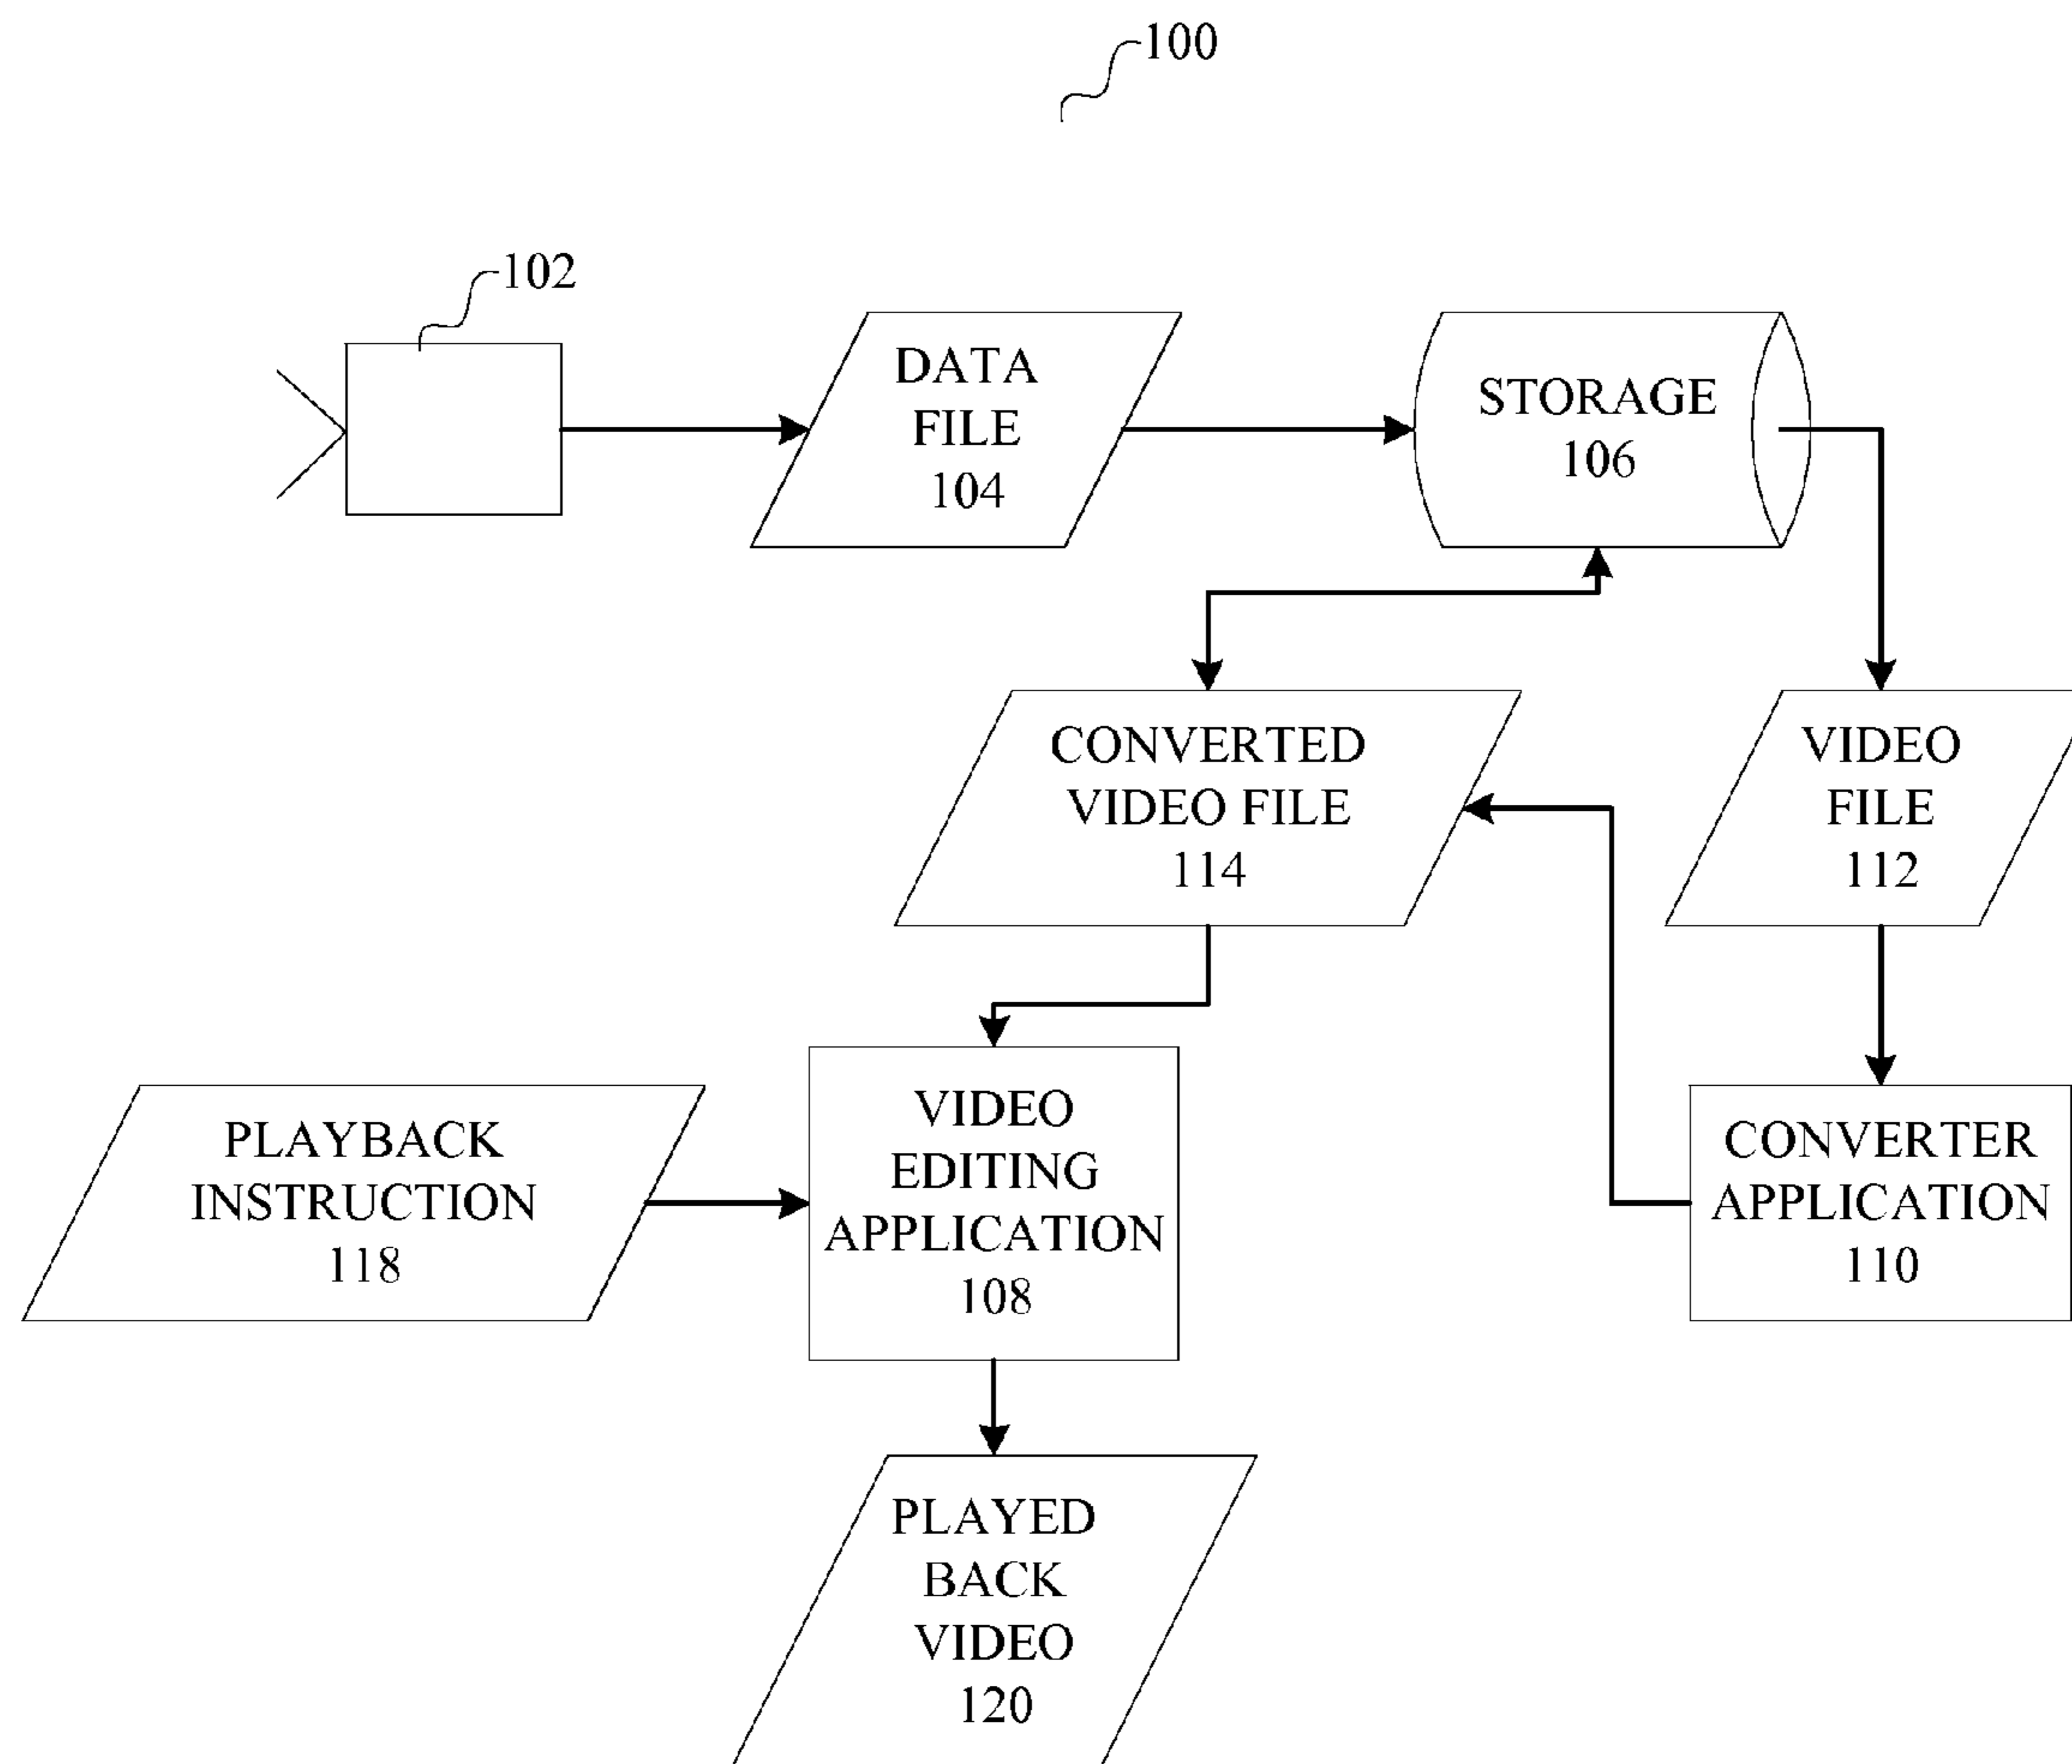 100
102
DATA
FILE
104
STORAGE
106
CONVERTED
VIDEO FILE
114
VIDEO
FILE
112
PLAYBACK
INSTRUCTION
118
VIDEO
EDITING
APPLICATION
108
CONVERTER
APPLICATION
110
PLAYED
BACK
VIDEO
120